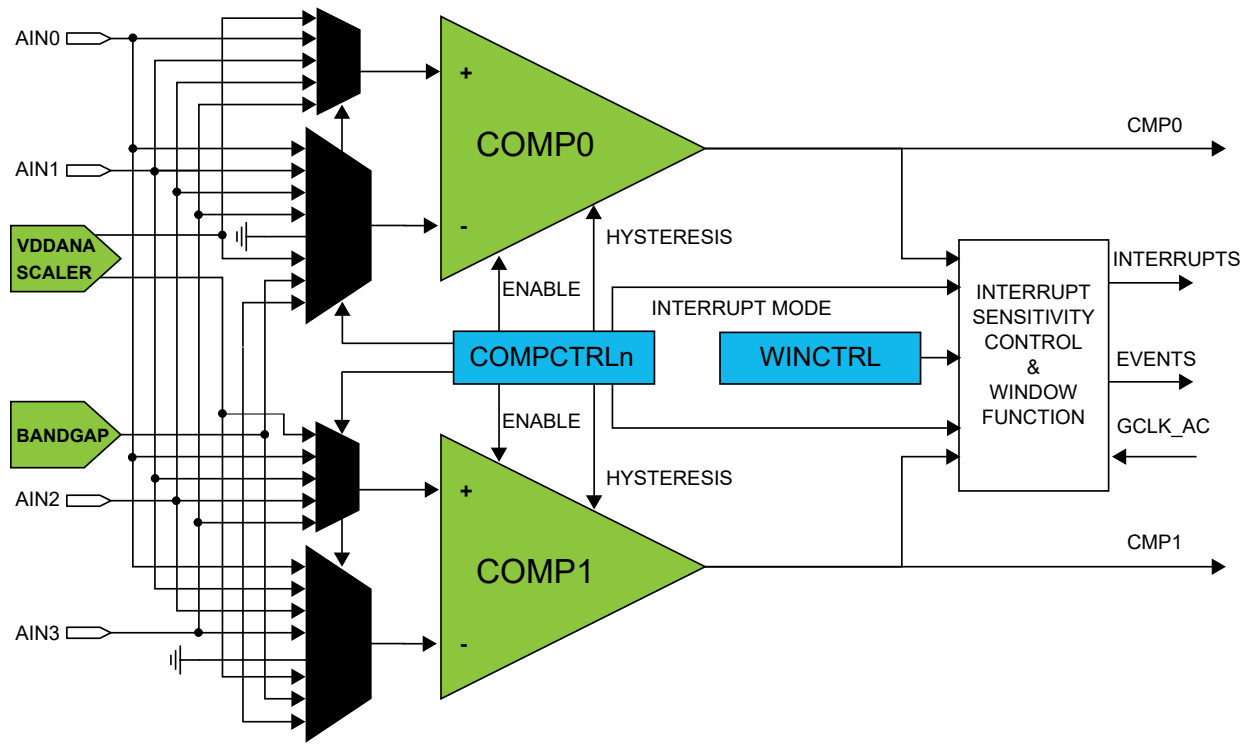 AIN0
+
COMP0
CMP0
AIN1
-
HYSTERESIS
VDDANA
SCALER
ENABLE
INTERRUPT MODE
INTERRUPTS
INTERRUPT
SENSITIVITY
CONTROL
&
WINDOW
FUNCTION
COMPCTRLn
WINCTRL
EVENTS
ENABLE
GCLK_AC
BANDGAP
HYSTERESIS
AIN2
+
COMP1
CMP1
AIN3
-